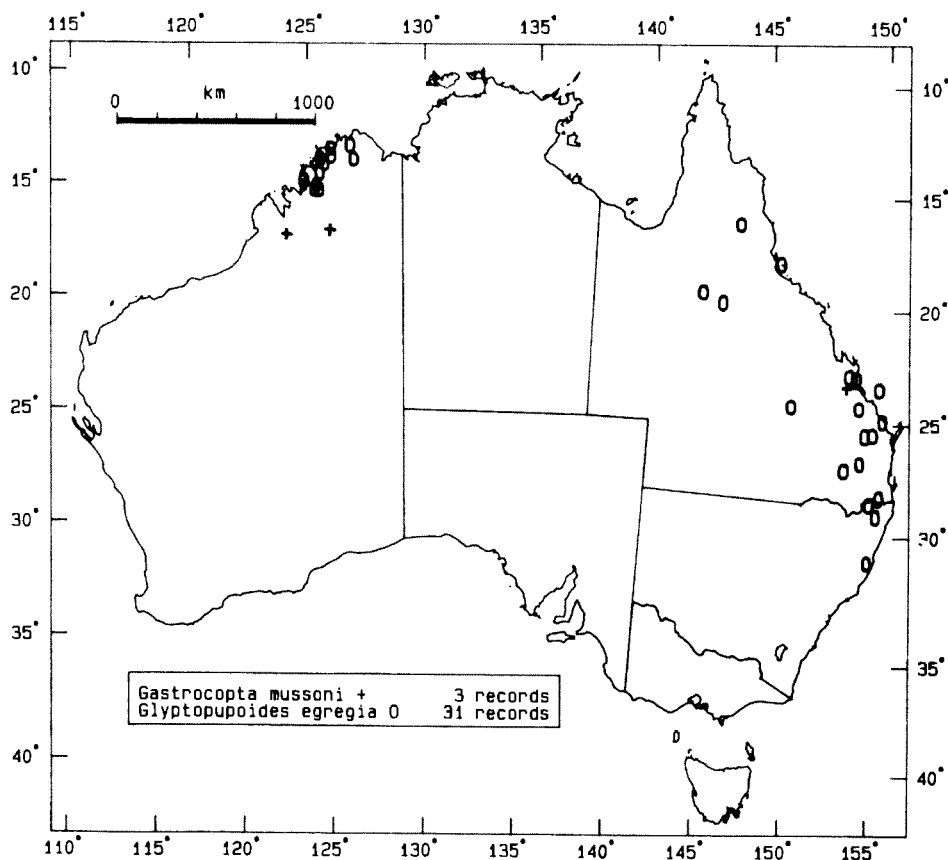 115° 120° 125° 130° 135° 140° 145° 150°
0 km 1000
10° 10°
15° 15°
20° 20°
25° 25°
30° 30°
35° 35°
40° 40°
Gastrocopta mussoni + 3 records
Glyptopupoides egregia O 31 records
110° 115° 120° 125° 130° 135° 140° 145° 150° 155°